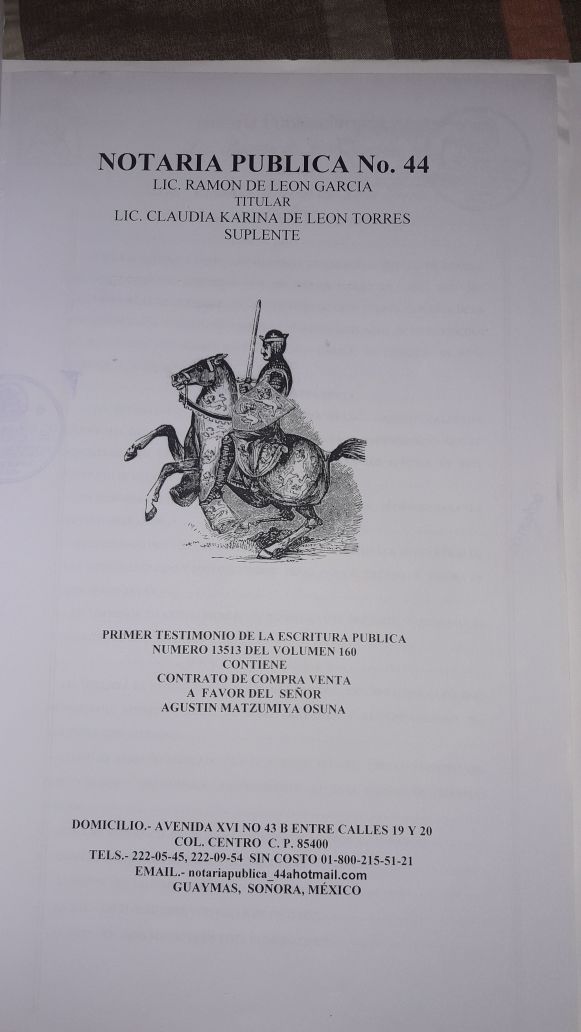 NOTARIA PUBLICA No. 44
LIC. RAMON DE LEON GARCIA
TITULAR
LIC. CLAUDIA KARINA DE LEON TORRES
SUPLENTE
PRIMER TESTIMONIO DE LA ESCRITURA PUBLICA
NUMERO 13513 DEL VOLUMEN 160
CONTIENE
CONTRATO DE COMPRA VENTA
A FAVOR DEL SEÑOR
AGUSTIN MATZUMIYA OSUNA
DOMICILIO.- AVENIDA XVI NO 43 B ENTRE CALLES 19 Y 20
COL. CENTRO C. P. 85400
TELS.- 222-05-45, 222-09-54 SIN COSTO 01-800-215-51-21
EMAIL.- notariapublica_44ahotmail.com
GUAYMAS, SONORA, MÉXICO